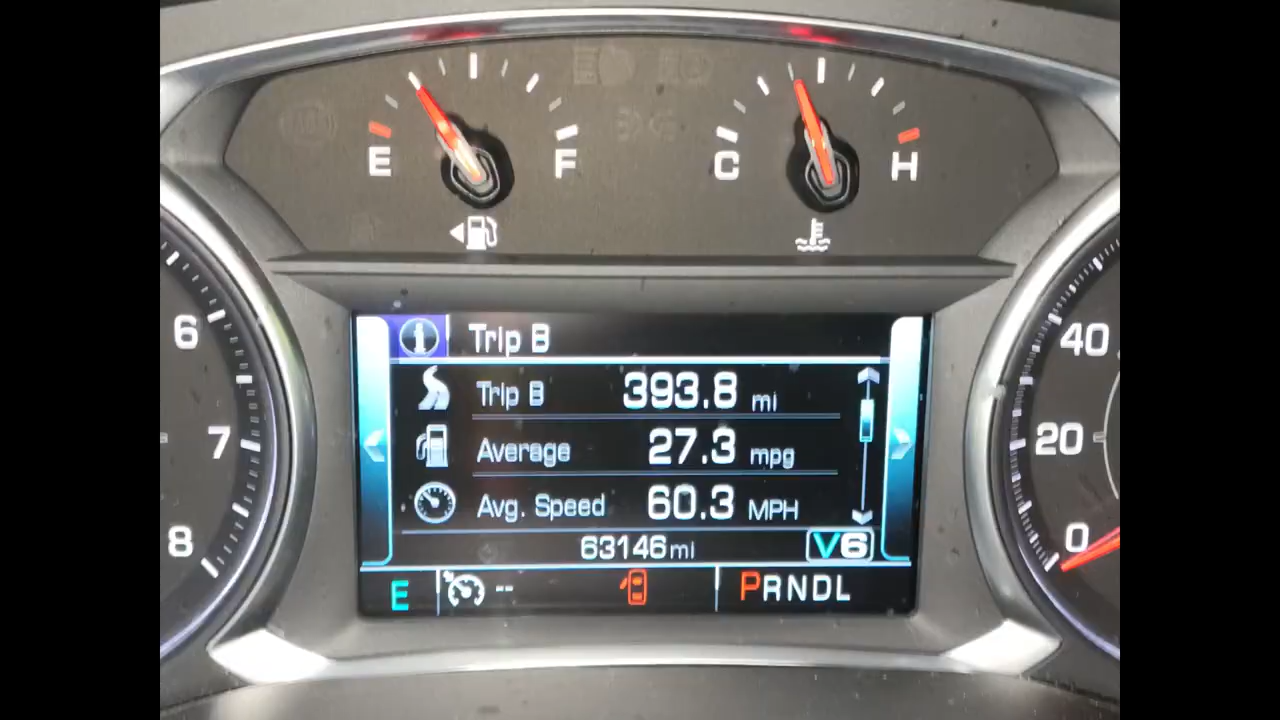 E F C H
6 7 8
Trip B
Trip B 393.8 mi
Average 27.3 mpg
Avg. Speed 60.3 MPH
63146 mi V6
E -- PRNDL
40
20
0